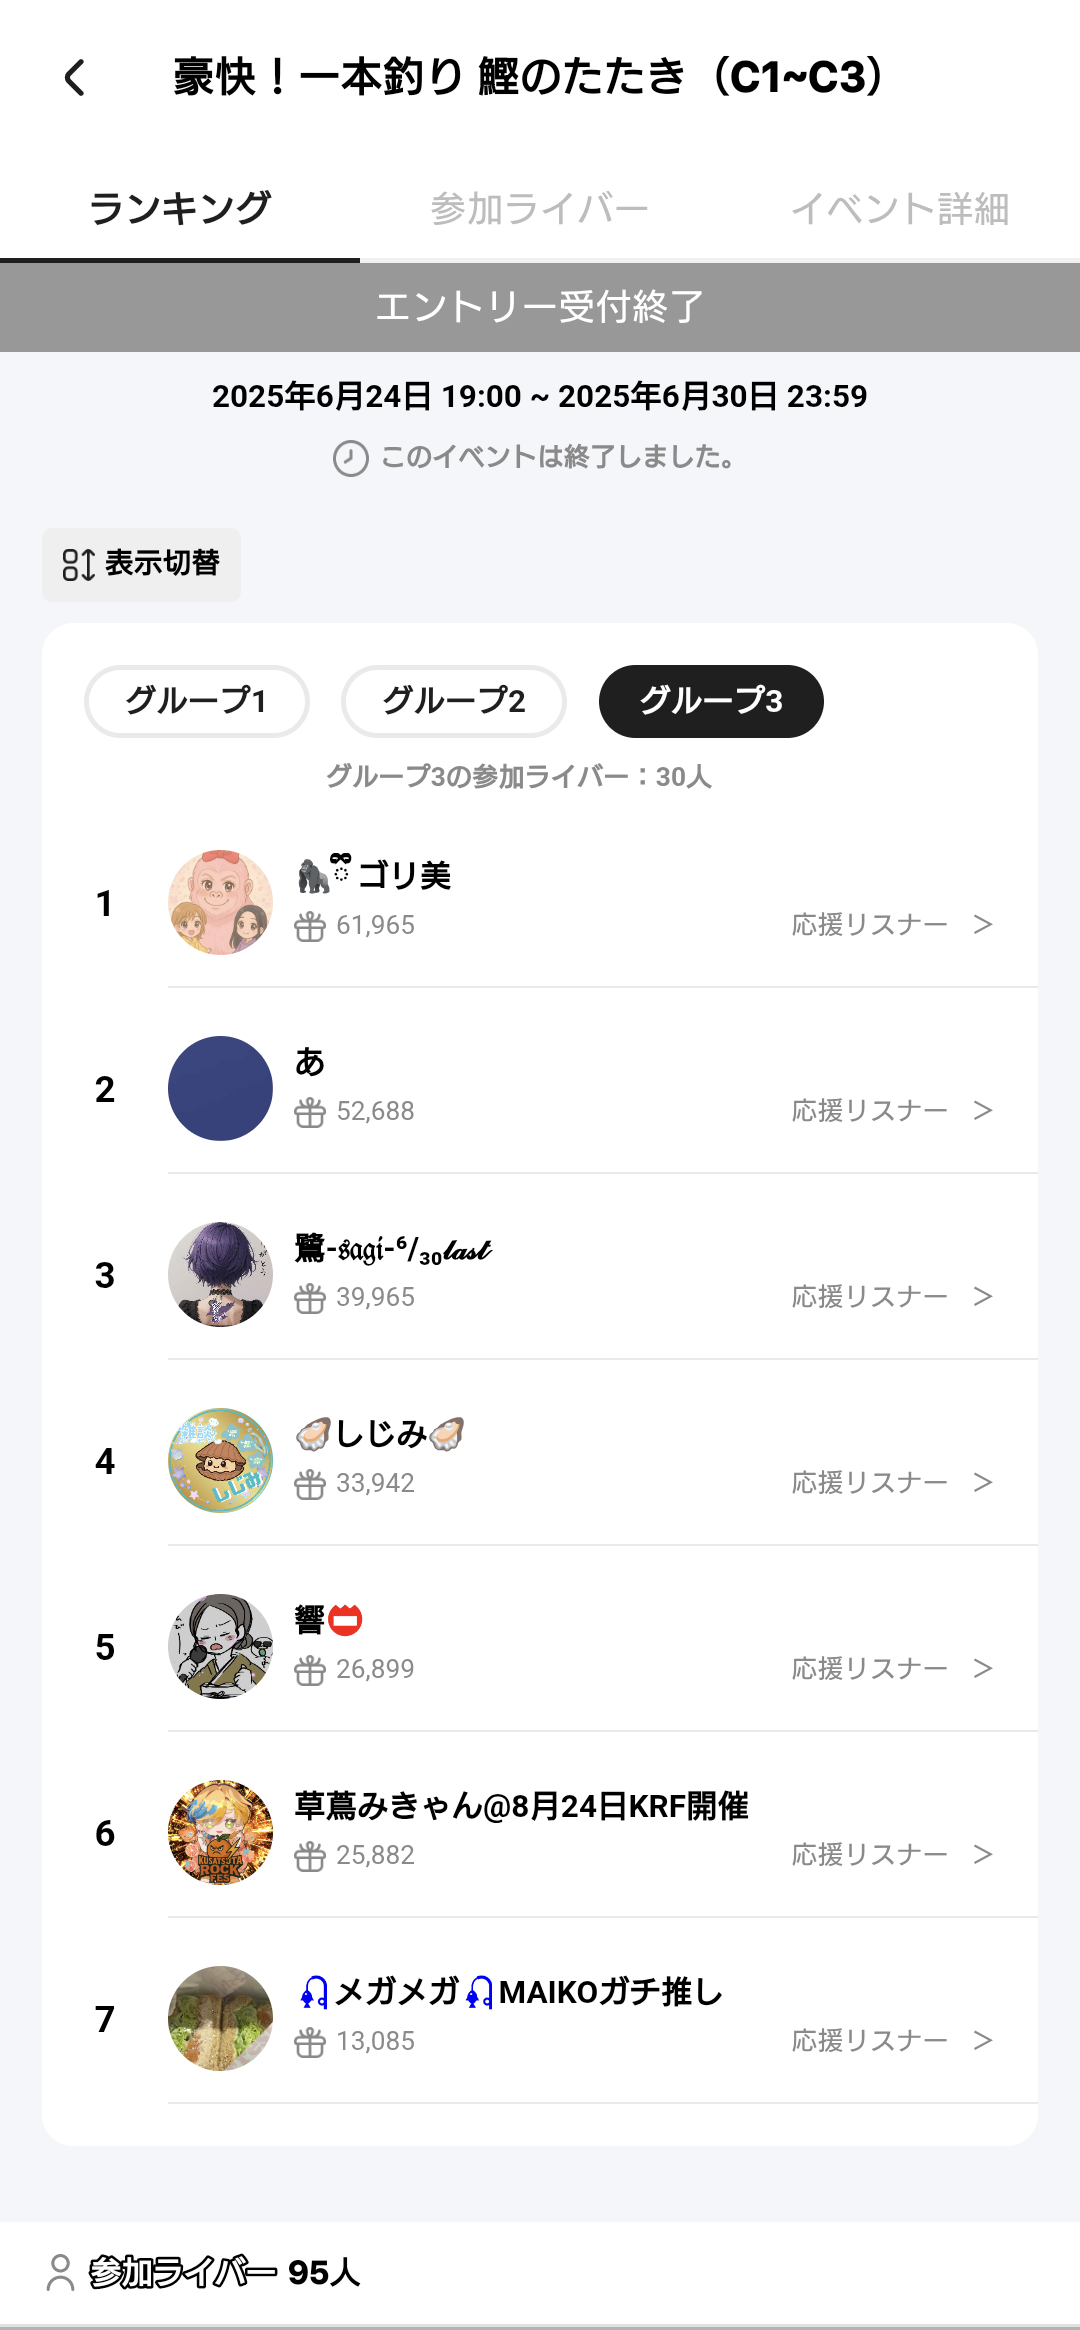 豪快！一本釣り 鰹のたたき（C1~C3）
ランキング 参加ライバー イベント詳細
エントリー受付終了
2025年6月24日 19:00 ~ 2025年6月30日 23:59
このイベントは終了しました。
表示切替
グループ1 グループ2 グループ3
グループ3の参加ライバー：30人
1
🦍ྀི ゴリ美
61,965 応援リスナー >
2
あ
52,688 応援リスナー >
3
鷺-𝔰𝔞𝔤𝔦-⁶/₃₀𝓵𝓪𝓼𝓽
39,965 応援リスナー >
4
🦪しじみ🦪
33,942 応援リスナー >
5
響📛
26,899 応援リスナー >
6
草蔦みきゃん@8月24日KRF開催
25,882 応援リスナー >
7
🎣メガメガ🎣MAIKOガチ推し
13,085 応援リスナー >
参加ライバー 95人